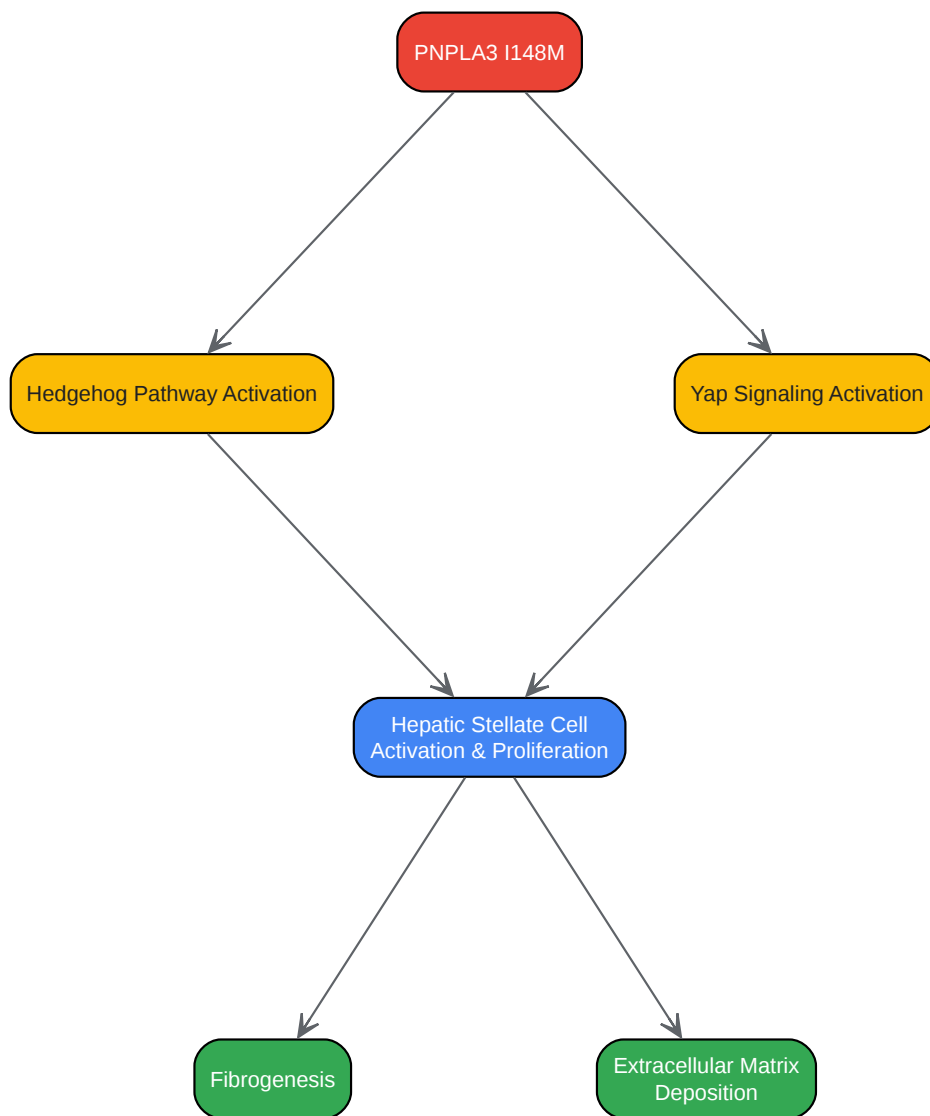 PNPLA3 I148M
Hedgehog Pathway Activation
Yap Signaling Activation
Hepatic Stellate Cell
Activation & Proliferation
Fibrogenesis
Extracellular Matrix
Deposition